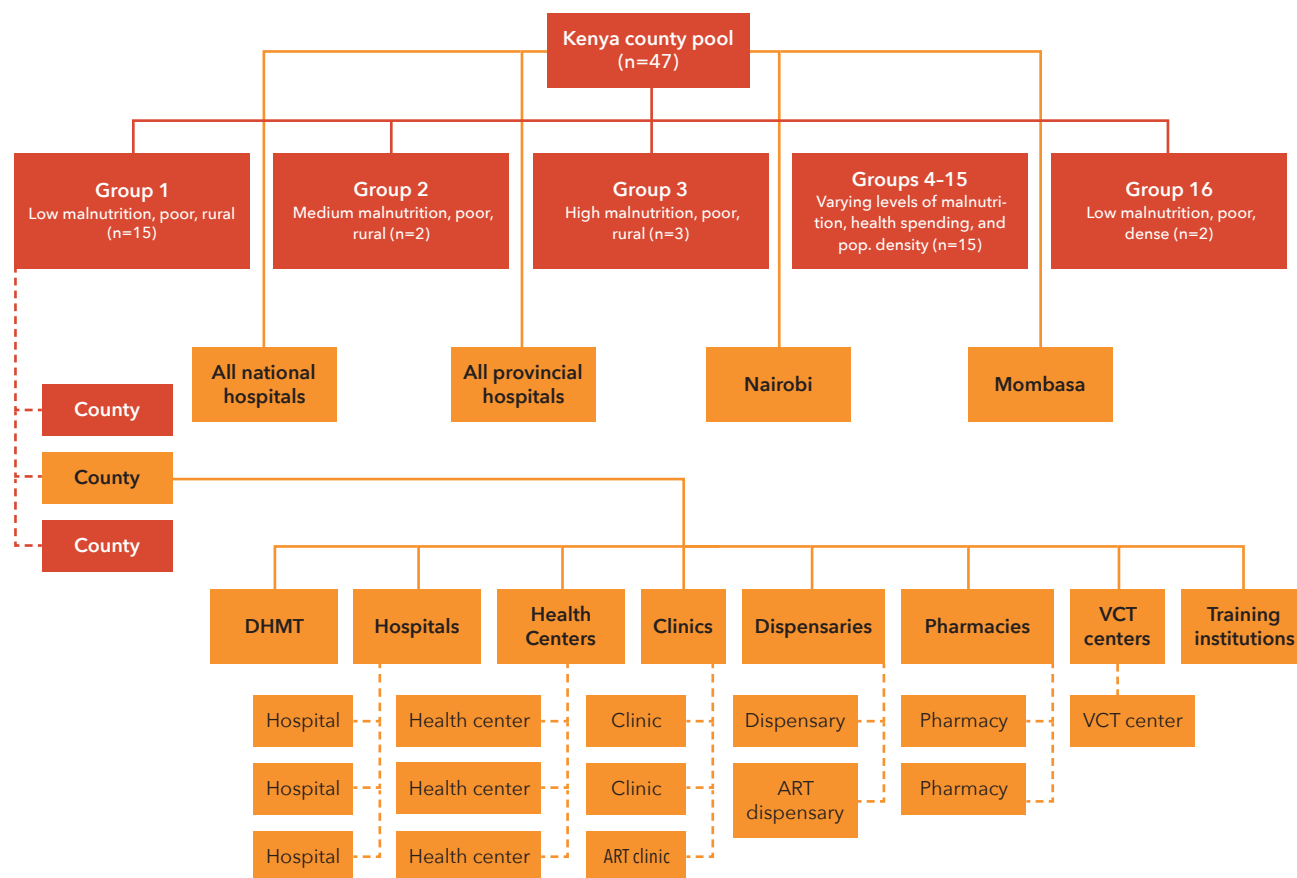 Kenya county pool
(n=47)
Group 1
Low malnutrition, poor, rural
(n=15)
Group 2
Medium malnutrition, poor,
rural (n=2)
Group 3
High malnutrition, poor,
rural (n=3)
Groups 4–15
Varying levels of malnutri-
tion, health spending, and
pop. density (n=15)
Group 16
Low malnutrition, poor,
dense (n=2)
All national
hospitals
All provincial
hospitals
Nairobi
Mombasa
County
County
County
DHMT
Hospitals
Health
Centers
Clinics
Dispensaries
Pharmacies
VCT
centers
Training
institutions
Hospital
Health center
Clinic
Dispensary
Pharmacy
VCT center
Hospital
Health center
Clinic
ART
dispensary
Pharmacy
Hospital
Health center
ART clinic